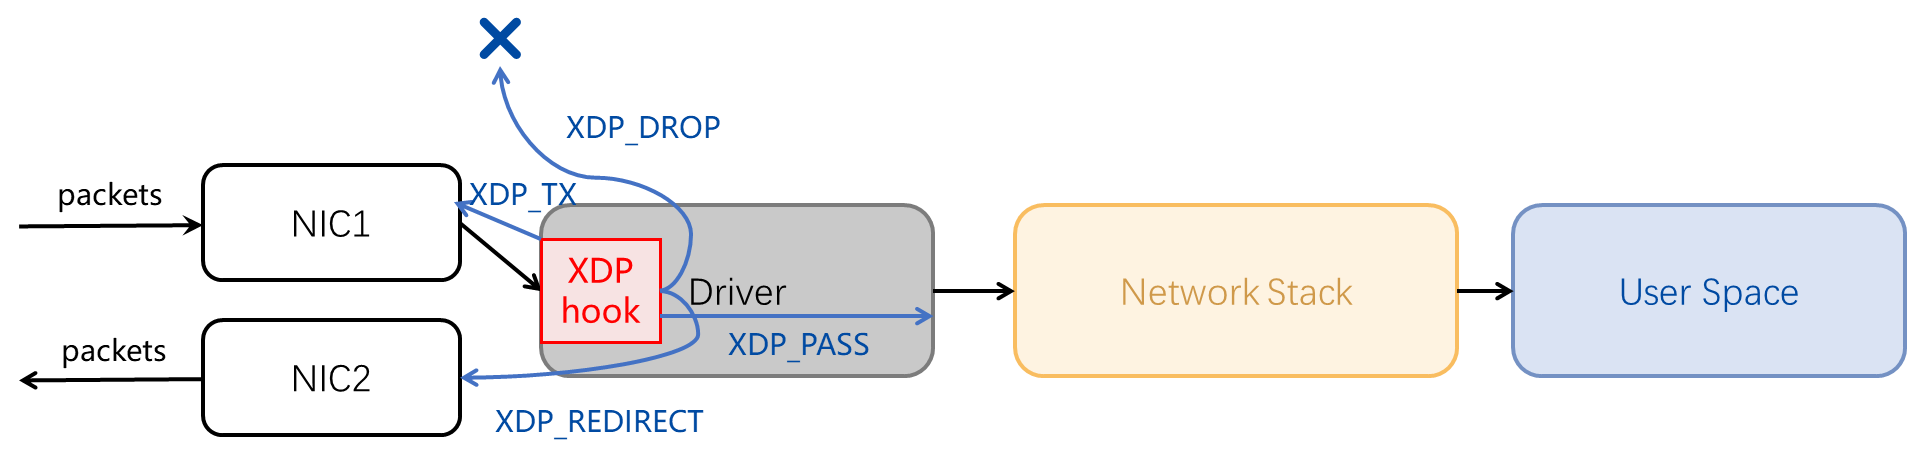 XDP_DROP
packets
XDP_TX
NIC1
XDP
hook
Driver
Network Stack
User Space
packets
XDP_PASS
NIC2
XDP_REDIRECT